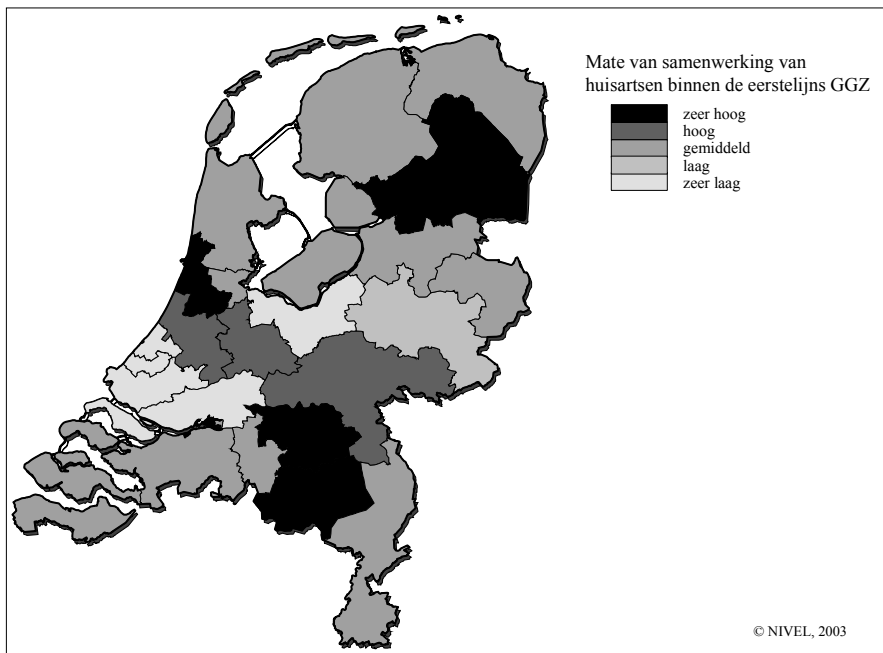 Mate van samenwerking van
huisartsen binnen de eerstelijns GGZ
zeer hoog
hoog
gemiddeld
laag
zeer laag
© NIVEL, 2003